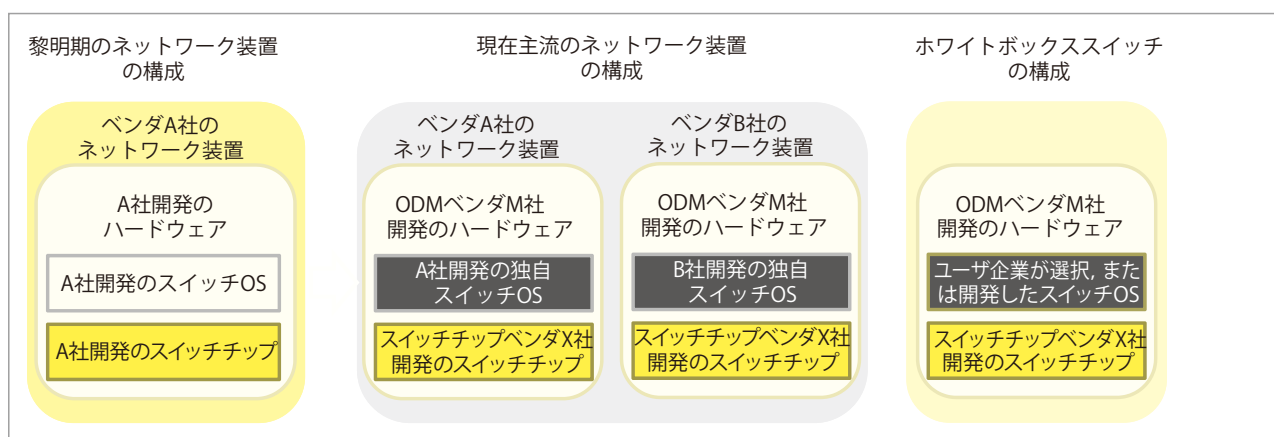 黎明期のネットワーク装置
の構成
ベンダA社の
ネットワーク装置
A社開発の
ハードウェア
A社開発のスイッチOS
A社開発のスイッチチップ
現在主流のネットワーク装置
の構成
ベンダA社の
ネットワーク装置
ODMベンダM社
開発のハードウェア
A社開発の独自
スイッチOS
スイッチチップベンダX社
開発のスイッチチップ
ベンダB社の
ネットワーク装置
ODMベンダM社
開発のハードウェア
B社開発の独自
スイッチOS
スイッチチップベンダX社
開発のスイッチチップ
ホワイトボックススイッチ
の構成
ODMベンダM社
開発のハードウェア
ユーザ企業が選択, また
は開発したスイッチOS
スイッチチップベンダX社
開発のスイッチチップ